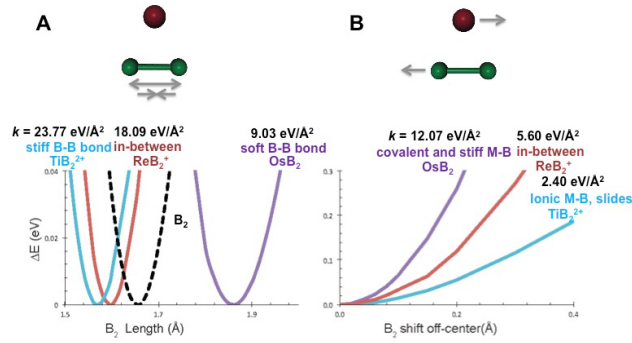 A
B
k = 23.77 eV/Å²
stiff B-B bond
TiB₂²⁺
18.09 eV/Å²
in-between
ReB₂⁺
9.03 eV/Å²
soft B-B bond
OsB₂
B₂
0.04
0.02
0
ΔE (eV)
1.5
1.7
1.9
B₂ Length (Å)
k = 12.07 eV/Å²
covalent and stiff M-B
OsB₂
5.60 eV/Å²
in-between
ReB₂⁺
2.40 eV/Å²
Ionic M-B, slides
TiB₂²⁺
0.3
0.2
0.1
0.0
0.0
0.2
0.4
B₂ shift off-center(Å)